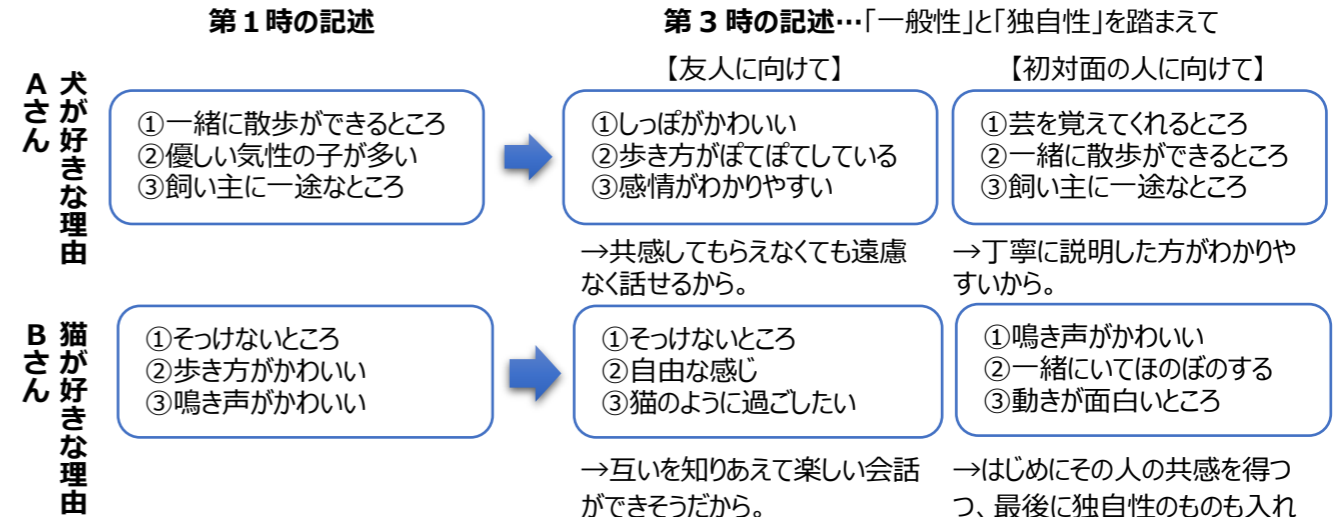 第1時の記述
第3時の記述…「一般性」と「独自性」を踏まえて
【友人に向けて】
【初対面の人に向けて】
Aさん
犬が好きな理由
①一緒に散歩ができるところ
②優しい気性の子が多い
③飼い主に一途なところ
①しっぽがかわいい
②歩き方がぽてぽてしている
③感情がわかりやすい
→共感してもらえなくても遠慮
なく話せるから。
①芸を覚えてくれるところ
②一緒に散歩ができるところ
③飼い主に一途なところ
→丁寧に説明した方がわかりや
すいから。
Bさん
猫が好きな理由
①そっけないところ
②歩き方がかわいい
③鳴き声がかわいい
①そっけないところ
②自由な感じ
③猫のように過ごしたい
→互いを知りあえて楽しい会話
ができそうだから。
①鳴き声がかわいい
②一緒にいてほのぼのする
③動きが面白いところ
→はじめにその人の共感を得つ
つ、最後に独自性のものも入れ